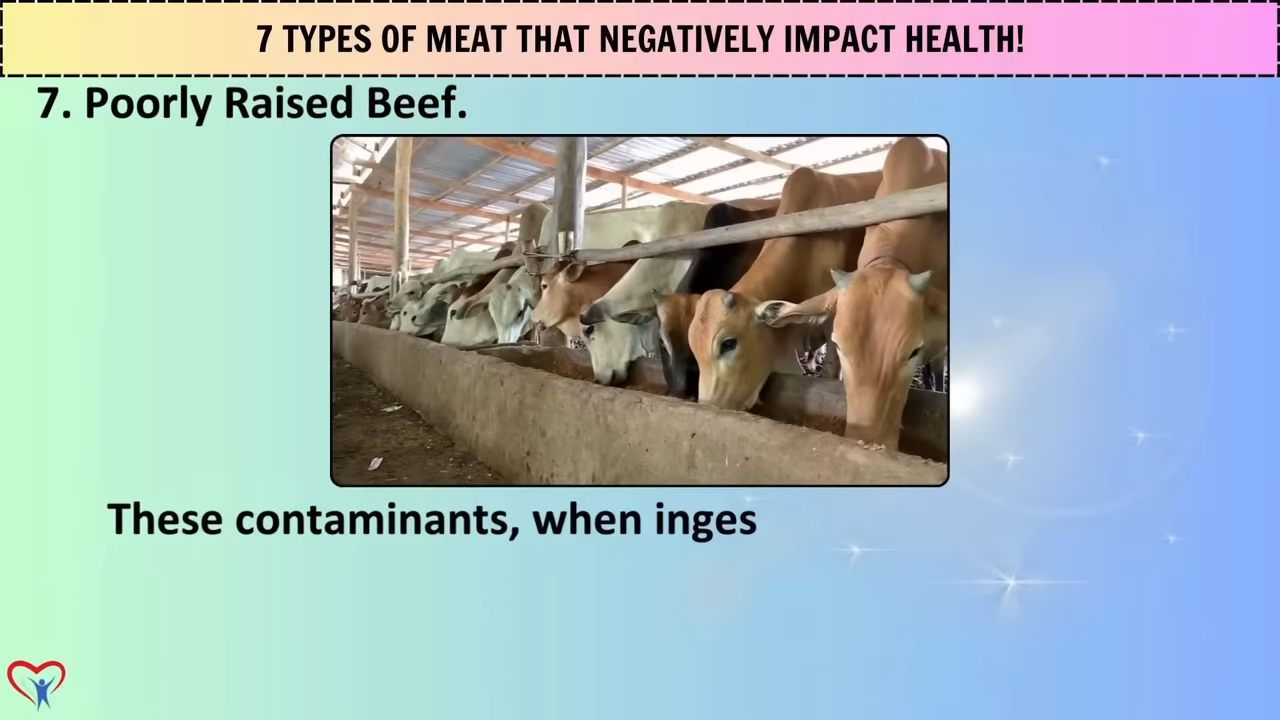 7 TYPES OF MEAT THAT NEGATIVELY IMPACT HEALTH!
7. Poorly Raised Beef.
These contaminants, when inges